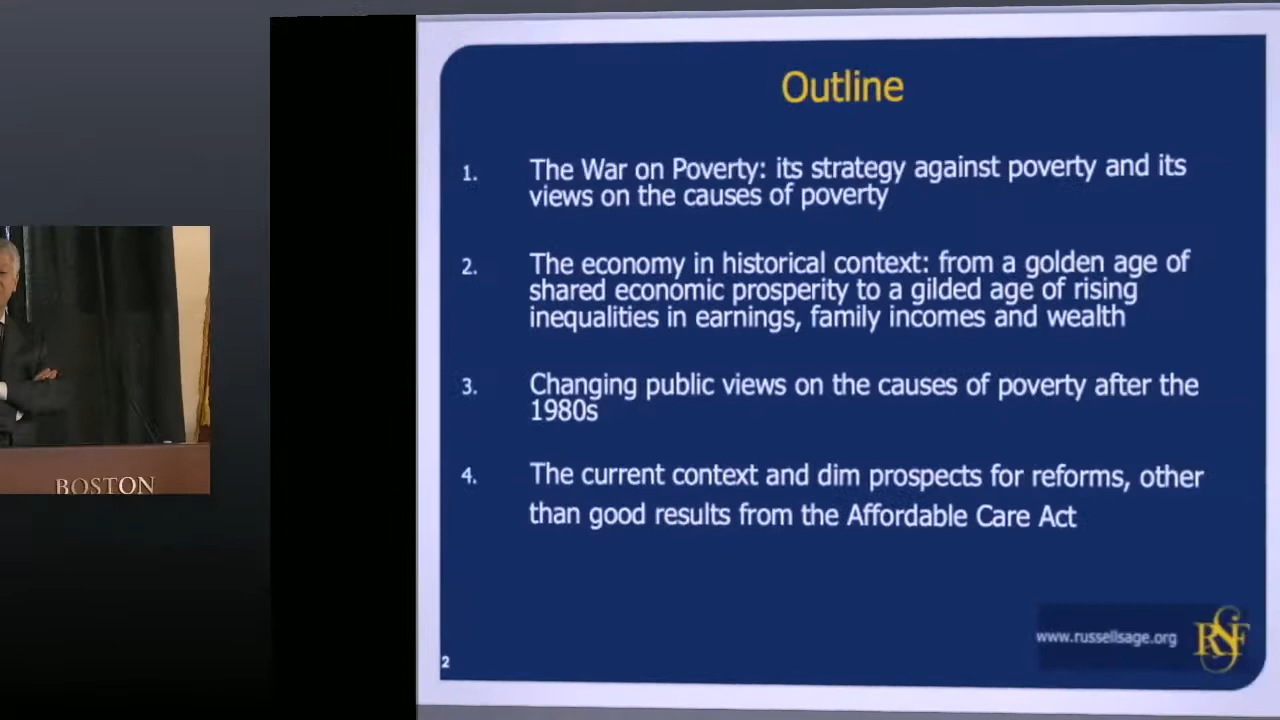 Outline
1. The War on Poverty: its strategy against poverty and its
views on the causes of poverty
2. The economy in historical context: from a golden age of
shared economic prosperity to a gilded age of rising
inequalities in earnings, family incomes and wealth
3. Changing public views on the causes of poverty after the
1980s
4. The current context and dim prospects for reforms, other
than good results from the Affordable Care Act
www.russellsage.org
RSF
2
BOSTON